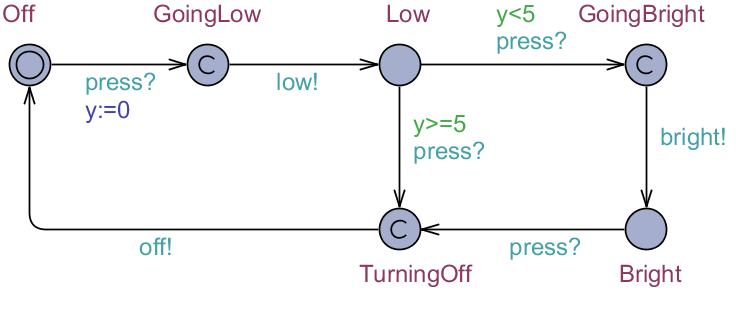 Off
GoingLow
Low
y<5
press?
GoingBright
C
C
press?
y:=0
low!
y>=5
press?
bright!
C
off!
press?
TurningOff
Bright